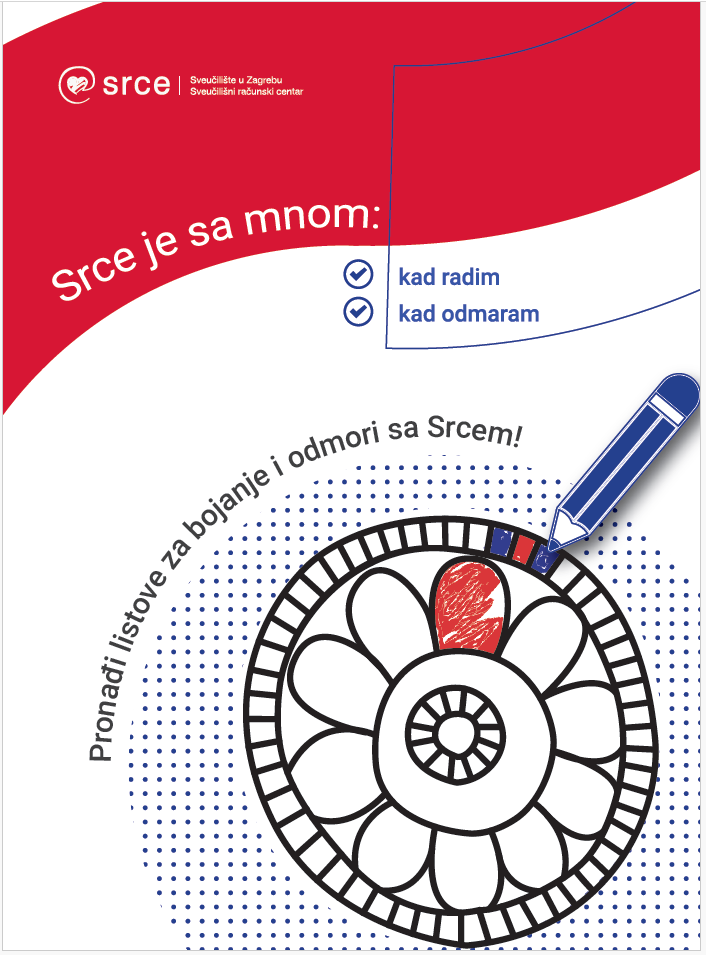 srce
Sveučilište u Zagrebu
Sveučilišni računski centar
Srce je sa mnom:
kad radim
kad odmaram
Pronađi listove za bojanje i odmori sa Srcem!